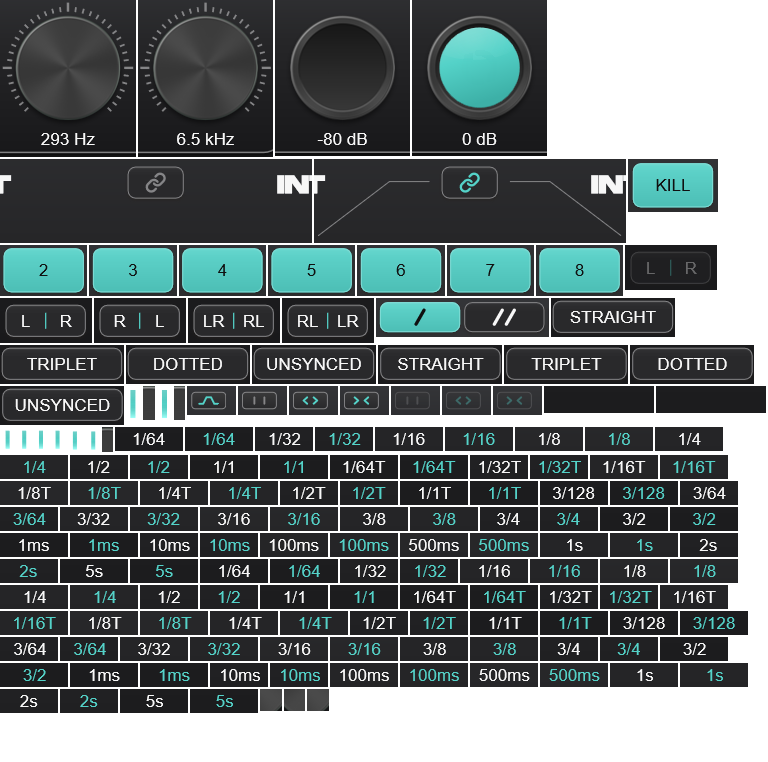 293 Hz 6.5 kHz -80 dB 0 dB
INT KILL
2 3 4 5 6 7 8 L | R
L | R R | L LR | RL RL | LR / // STRAIGHT
TRIPLET DOTTED UNSYNCED STRAIGHT TRIPLET DOTTED
UNSYNCED
1/64 1/64 1/32 1/32 1/16 1/16 1/8 1/8 1/4
1/4 1/2 1/2 1/1 1/1 1/64T 1/64T 1/32T 1/32T 1/16T 1/16T
1/8T 1/8T 1/4T 1/4T 1/2T 1/2T 1/1T 1/1T 3/128 3/128 3/64
3/64 3/32 3/32 3/16 3/16 3/8 3/8 3/4 3/4 3/2 3/2
1ms 1ms 10ms 10ms 100ms 100ms 500ms 500ms 1s 1s 2s
2s 5s 5s 1/64 1/64 1/32 1/32 1/16 1/16 1/8 1/8
1/4 1/4 1/2 1/2 1/1 1/1 1/64T 1/64T 1/32T 1/32T 1/16T
1/16T 1/8T 1/8T 1/4T 1/4T 1/2T 1/2T 1/1T 1/1T 3/128 3/128
3/64 3/64 3/32 3/32 3/16 3/16 3/8 3/8 3/4 3/4 3/2
3/2 1ms 1ms 10ms 10ms 100ms 100ms 500ms 500ms 1s 1s
2s 2s 5s 5s